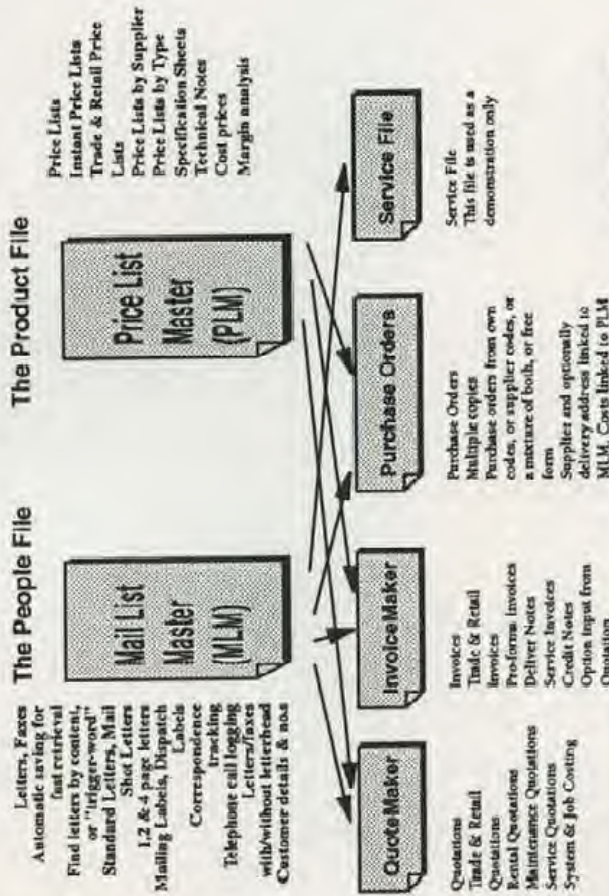 The People File
Letters, Faxes
Automatic saving for
fast retrieval
Find letters by content,
or "trigger-word"
Standard Letters, Mail
Shot Letters
1,2 & 4 page letters
Mailing Labels, Dispatch
Labels
Correspondence
tracking
Telephone call logging
Letters/faxes
with/without letterhead
Customer details & no.s
Mail List
Master
(MLM)
The Product File
Price List
Master
(PLM)
Price Lists
Instant Price Lists
Trade & Retail Price
Lists
Price Lists by Supplier
Price Lists by Type
Specification Sheets
Technical Notes
Cost prices
Margin analysis
QuoteMaker
Quotations
Trade & Retail
Quotations
Rental Quotations
Maintenance Quotations
Service Quotations
System & Job Costing
InvoiceMaker
Invoices
Trade & Retail
Invoices
Pro-forma Invoices
Deliver Notes
Service Invoices
Credit Notes
Option input from
Quotation
Purchase Orders
Purchase Orders
Multiple copies
Purchase orders from own
codes, or supplier codes, or
a mixture of both, or free
form
Supplier and optionally
delivery address linked to
MLM, Costs linked to PLM
Service File
Service File
This file is used as a
demonstration only